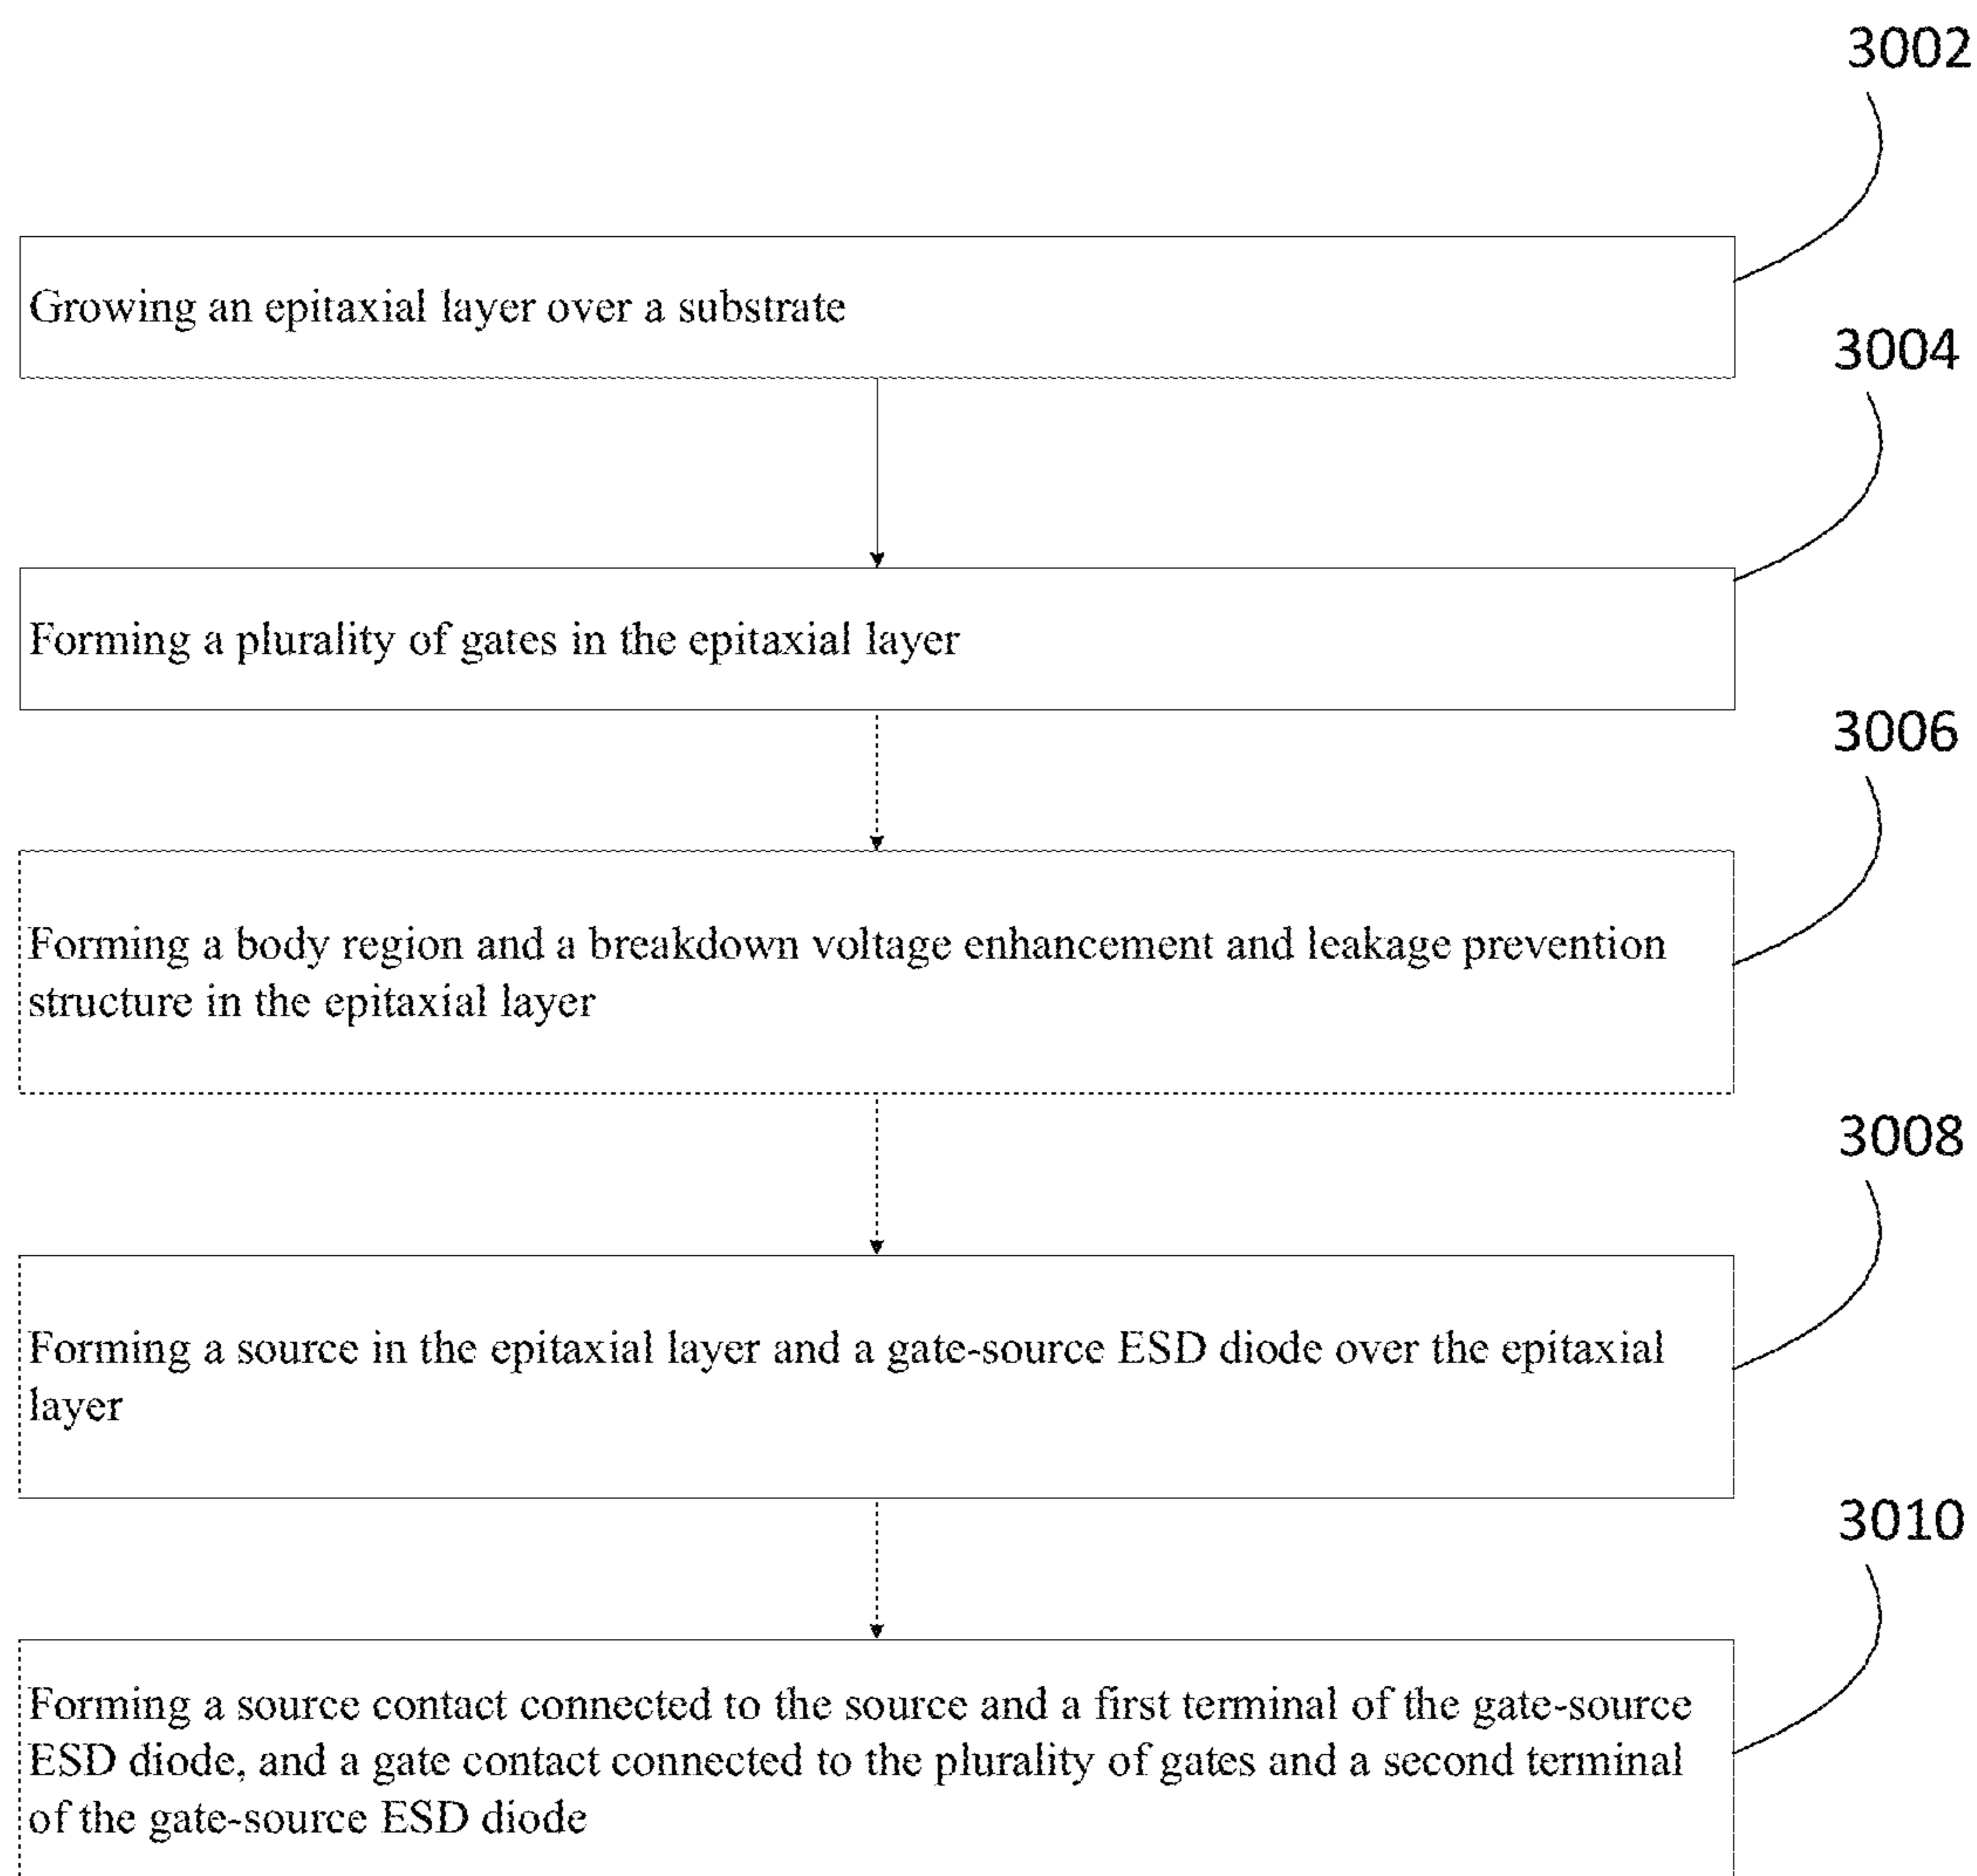 3002
Growing an epitaxial layer over a substrate
3004
Forming a plurality of gates in the epitaxial layer
3006
Forming a body region and a breakdown voltage enhancement and leakage prevention
structure in the epitaxial layer
3008
Forming a source in the epitaxial layer and a gate-source ESD diode over the epitaxial
layer
3010
Forming a source contact connected to the source and a first terminal of the gate-source
ESD diode, and a gate contact connected to the plurality of gates and a second terminal
of the gate-source ESD diode